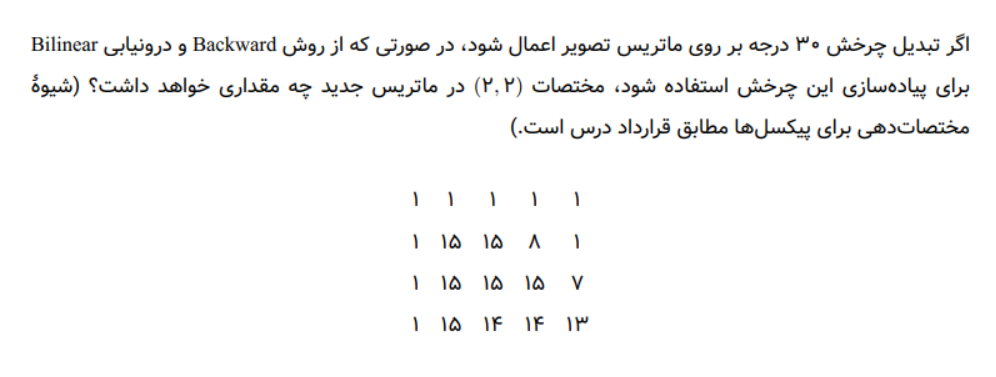 اگر تبدیل چرخش ۳۰ درجه بر روی ماتریس تصویر اعمال شود، در صورتی که از روش Backward و درونیابی Bilinear
برای پیاده‌سازی این چرخش استفاده شود، مختصات (۲,۲) در ماتریس جدید چه مقداری خواهد داشت؟ (شیوهٔ
مختصات‌دهی برای پیکسل‌ها مطابق قرارداد درس است.)
۱ ۱ ۱ ۱ ۱
۱ ۱۵ ۱۵ ۸ ۱
۱ ۱۵ ۱۵ ۱۵ ۷
۱ ۱۵ ۱۴ ۱۴ ۱۳